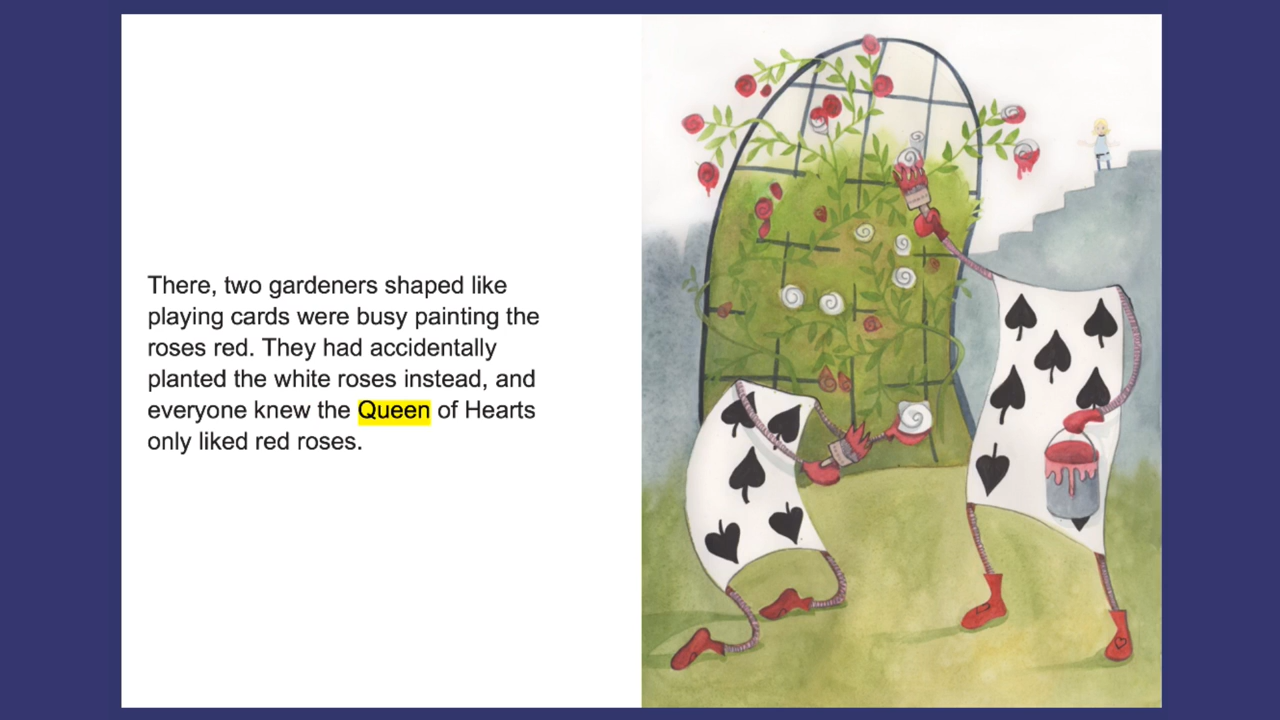 There, two gardeners shaped like
playing cards were busy painting the
roses red. They had accidentally
planted the white roses instead, and
everyone knew the Queen of Hearts
only liked red roses.